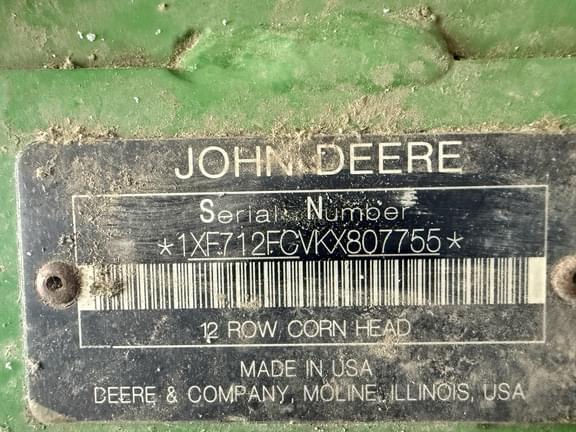 JOHN DEERE
Serial Number
*1XF712FCVKX807755*
12 ROW CORN HEAD
MADE IN USA
DEERE & COMPANY, MOLINE, ILLINOIS, USA